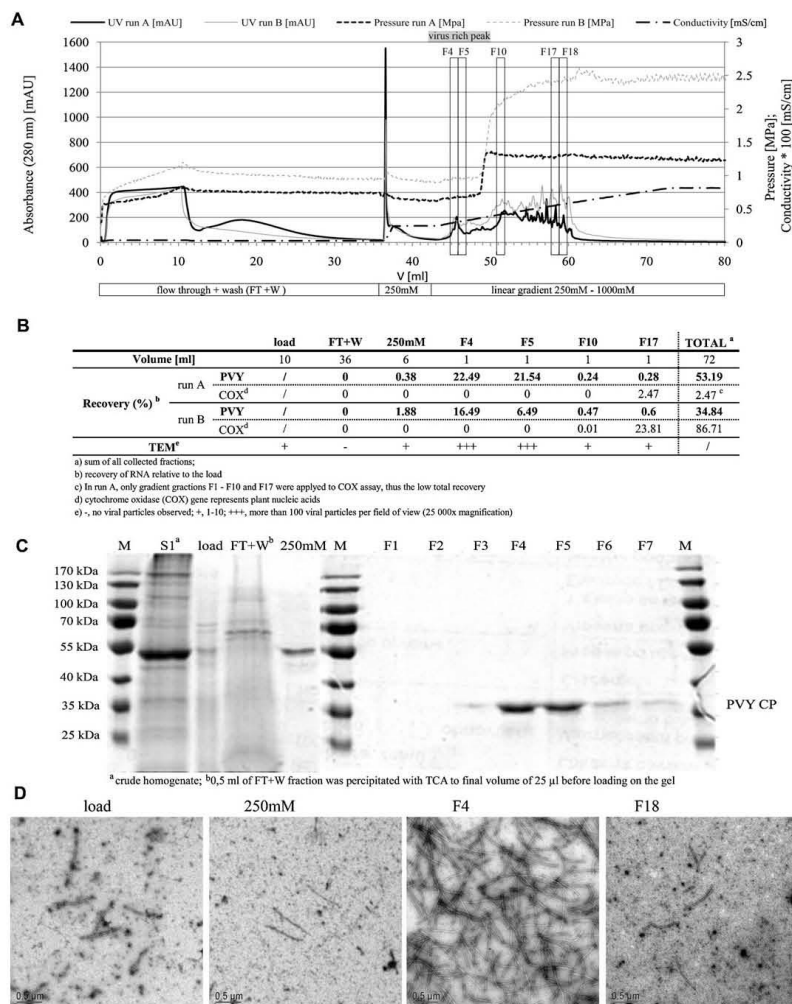 A
UV run A [mAU] UV run B [mAU] Pressure run A [Mpa] Pressure run B [MPa] Conductivity [mS/cm]
virus rich peak
F4 F5 F10 F17 F18
Absorbance (280 nm) [mAU]
1600
1400
1200
1000
800
600
400
200
0
3
2.5
2
1.5
1
0.5
0
Pressure [MPa];
Conductivity * 100 [mS/cm]
0 10 20 30 40 50 60 70 80
V [ml]
flow through + wash (FT +W ) 250mM linear gradient 250mM - 1000mM
B
load FT+W 250mM F4 F5 F10 F17 TOTAL a
Volume [ml] 10 36 6 1 1 1 1 72
Recovery (%) b
run A PVY / 0 0.38 22.49 21.54 0.24 0.28 53.19
COXd / 0 0 0 0 0 2.47 2.47 c
run B PVY / 0 1.88 16.49 6.49 0.47 0.6 34.84
COXd / 0 0 0 0 0.01 23.81 86.71
TEMe + - + +++ +++ + + /
a) sum of all collected fractions;
b) recovery of RNA relative to the load
c) In run A, only gradient gractions F1 - F10 and F17 were applyed to COX assay, thus the low total recovery
d) cytochrome oxidase (COX) gene represents plant nucleic acids
e) -, no viral particles observed; +, 1-10; +++, more than 100 viral particles per field of view (25 000x magnification)
C
M S1a load FT+Wb 250mM M F1 F2 F3 F4 F5 F6 F7 M
170 kDa
130 kDa
100 kDa
70 kDa
55 kDa
40 kDa
35 kDa
25 kDa
PVY CP
a crude homogenate; b0,5 ml of FT+W fraction was percipitated with TCA to final volume of 25 µl before loading on the gel
D
load 250mM F4 F18
0.5 µm 0.5 µm 0.5 µm 0.5 µm